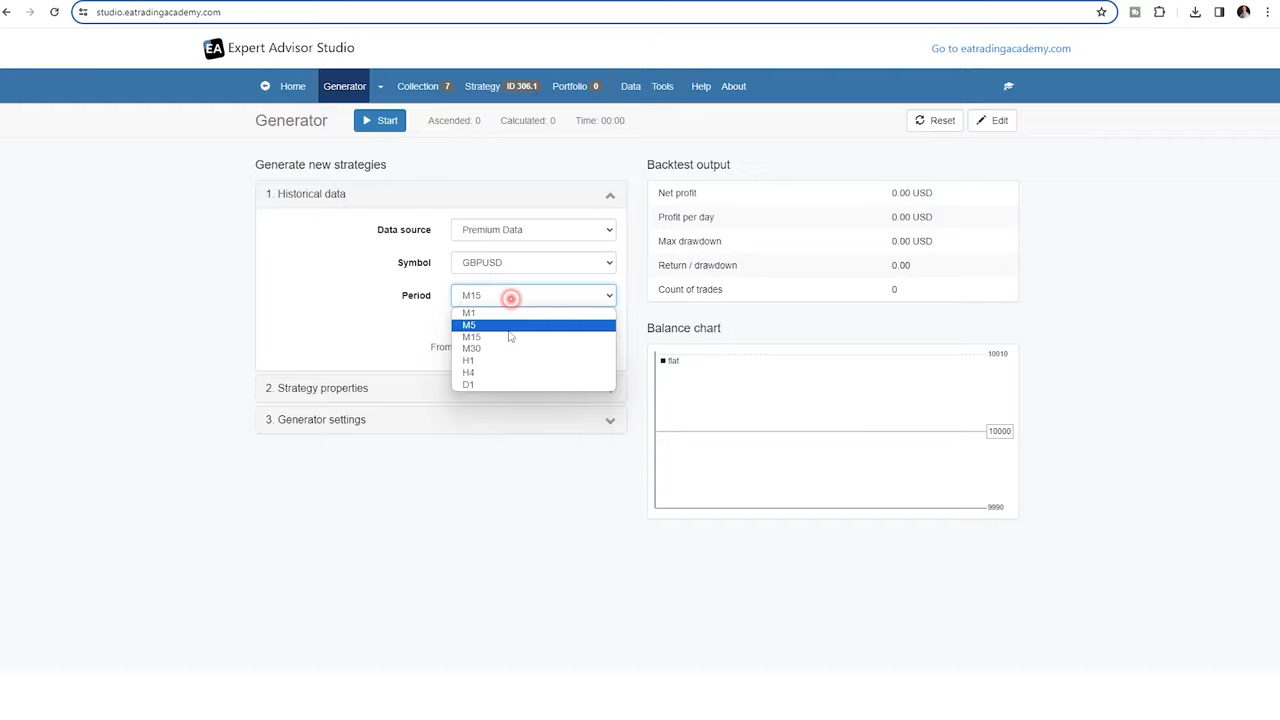 studio.eatradingacademy.com
EA Expert Advisor Studio
Go to eatradingacademy.com
Home Generator Collection 7 Strategy ID 306.1 Portfolio 0 Data Tools Help About
Generator Start Ascended: 0 Calculated: 0 Time: 00:00 Reset Edit
Generate new strategies
1. Historical data
Data source Premium Data
Symbol GBPUSD
Period M15
M1
M5
M15
M30
H1
H4
D1
From
2. Strategy properties
3. Generator settings
Backtest output
Net profit 0.00 USD
Profit per day 0.00 USD
Max drawdown 0.00 USD
Return / drawdown 0.00
Count of trades 0
Balance chart
flat
10010
10000
9990